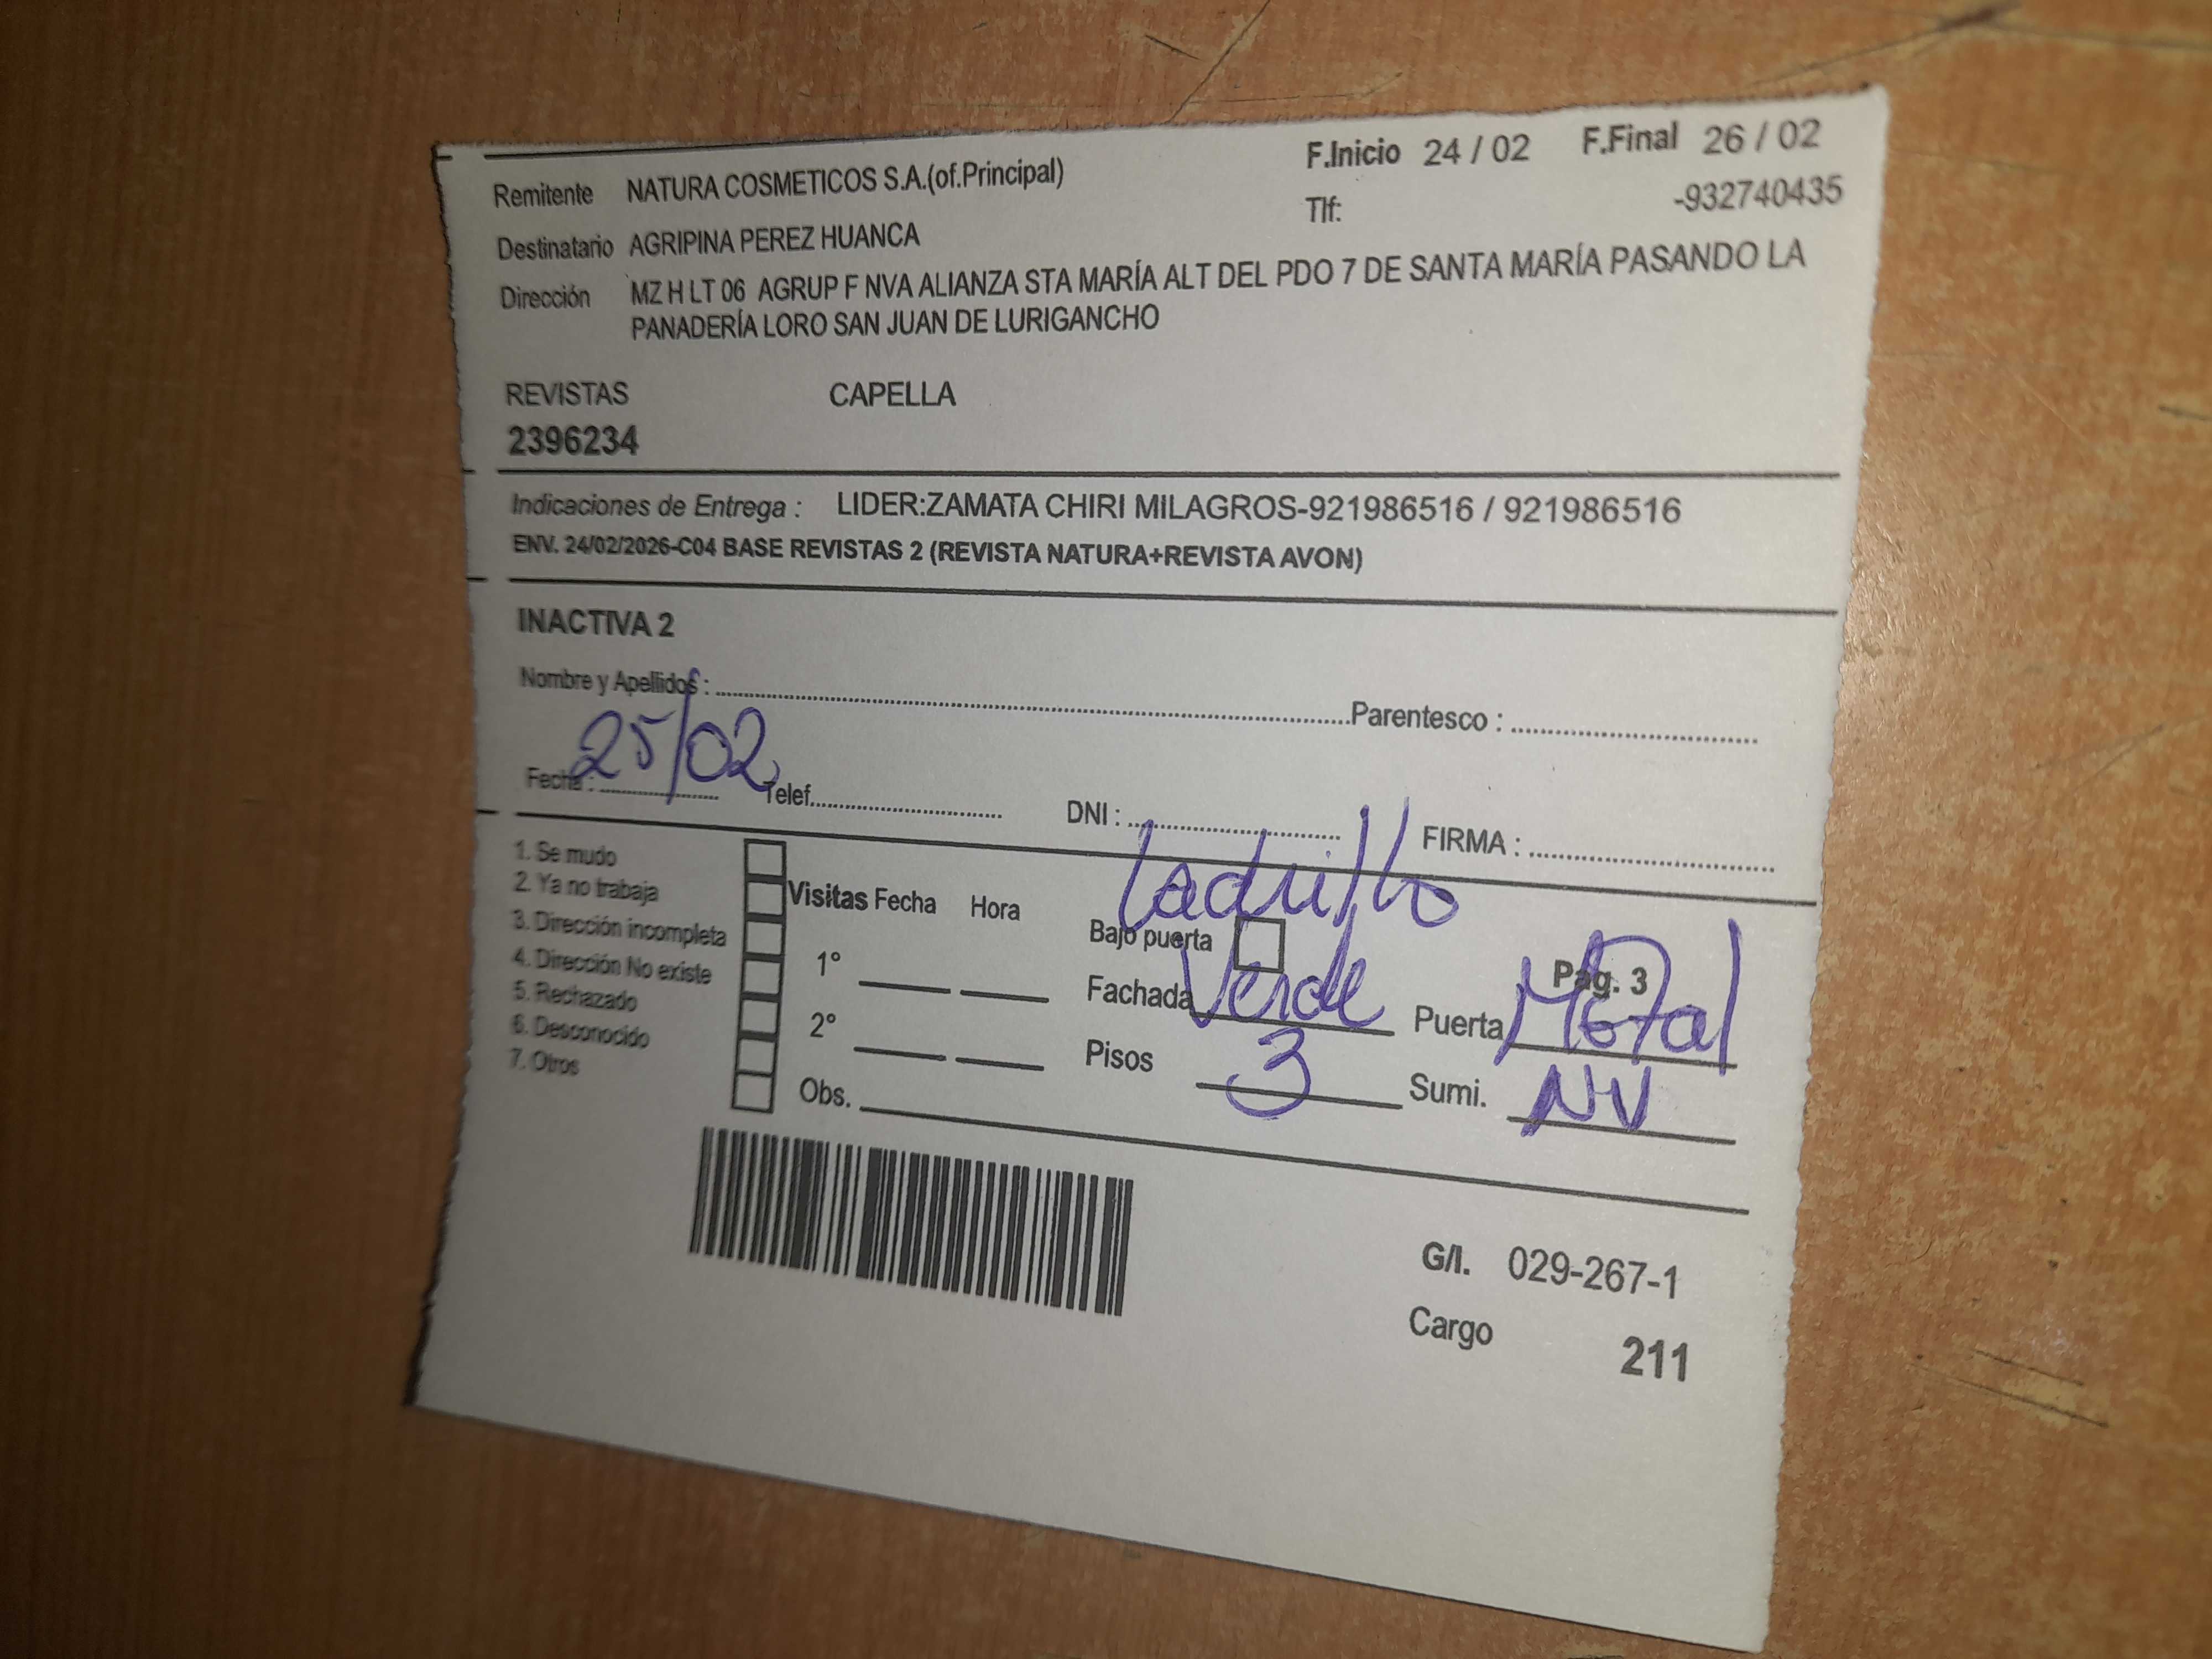 Remitente NATURA COSMETICOS S.A.(of.Principal) F.Inicio 24 / 02 F.Final 26 / 02
Tlf: -932740435
Destinatario AGRIPINA PEREZ HUANCA
Dirección MZ H LT 06 AGRUP F NVA ALIANZA STA MARÍA ALT DEL PDO 7 DE SANTA MARÍA PASANDO LA
PANADERÍA LORO SAN JUAN DE LURIGANCHO
REVISTAS CAPELLA
2396234
Indicaciones de Entrega : LIDER:ZAMATA CHIRI MILAGROS-921986516 / 921986516
ENV. 24/02/2026-C04 BASE REVISTAS 2 (REVISTA NATURA+REVISTA AVON)
INACTIVA 2
Nombre y Apellidos : Parentesco :
Fecha : 25/02 Telef. DNI : FIRMA :
1. Se mudo
2. Ya no trabaja
3. Dirección incompleta
4. Dirección No existe
5. Rechazado
6. Desconocido
7. Otros
Visitas Fecha Hora
1°
2°
Obs.
Ladrillo
Bajo puerta Pag. 3
Fachada Verde Puerta Metal
Pisos 3 Sumi. NV
G/I. 029-267-1
Cargo 211